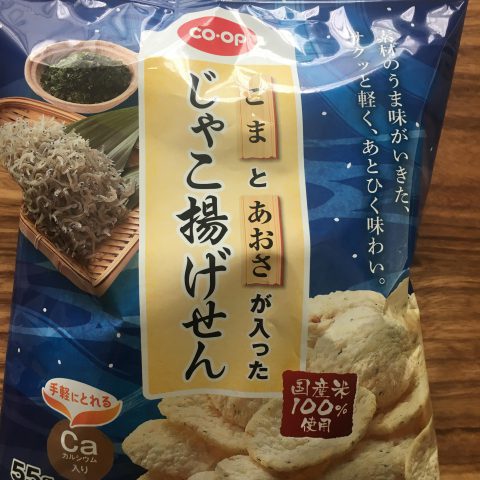 co·op
ごまとあおさが入った
じゃこ揚げせん
素材のうま味がいきた、
サクッと軽く、あとひく味わい。
手軽にとれる
Ca
カルシウム
入り
国産米
100%
使用
55